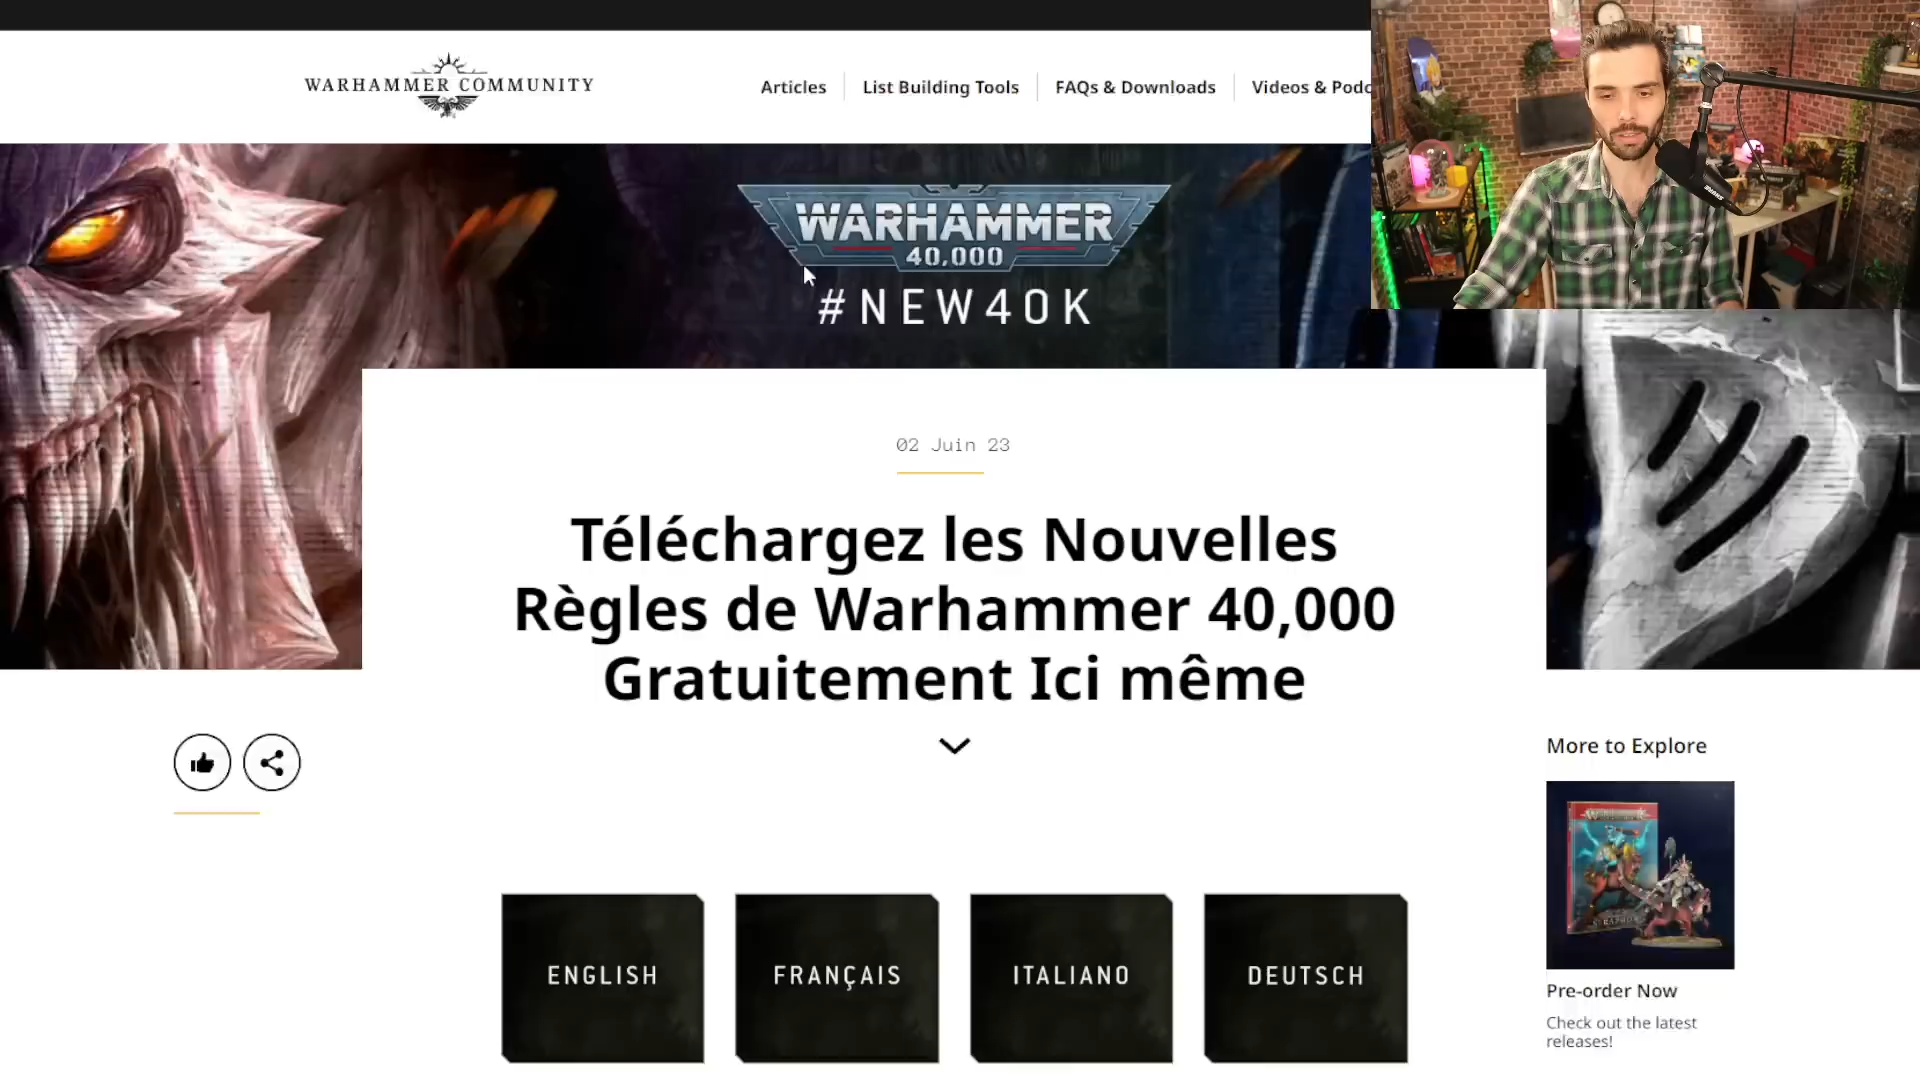 WARHAMMER COMMUNITY
Articles
List Building Tools
FAQs & Downloads
Videos &
WARHAMMER
40,000
#NEW40K
02 Juin 23
Téléchargez les Nouvelles
Règles de Warhammer 40,000
Gratuitement Ici même
More to Explore
ENGLISH
FRANÇAIS
ITALIANO
DEUTSCH
Pre-order Now
Check out the latest
releases!